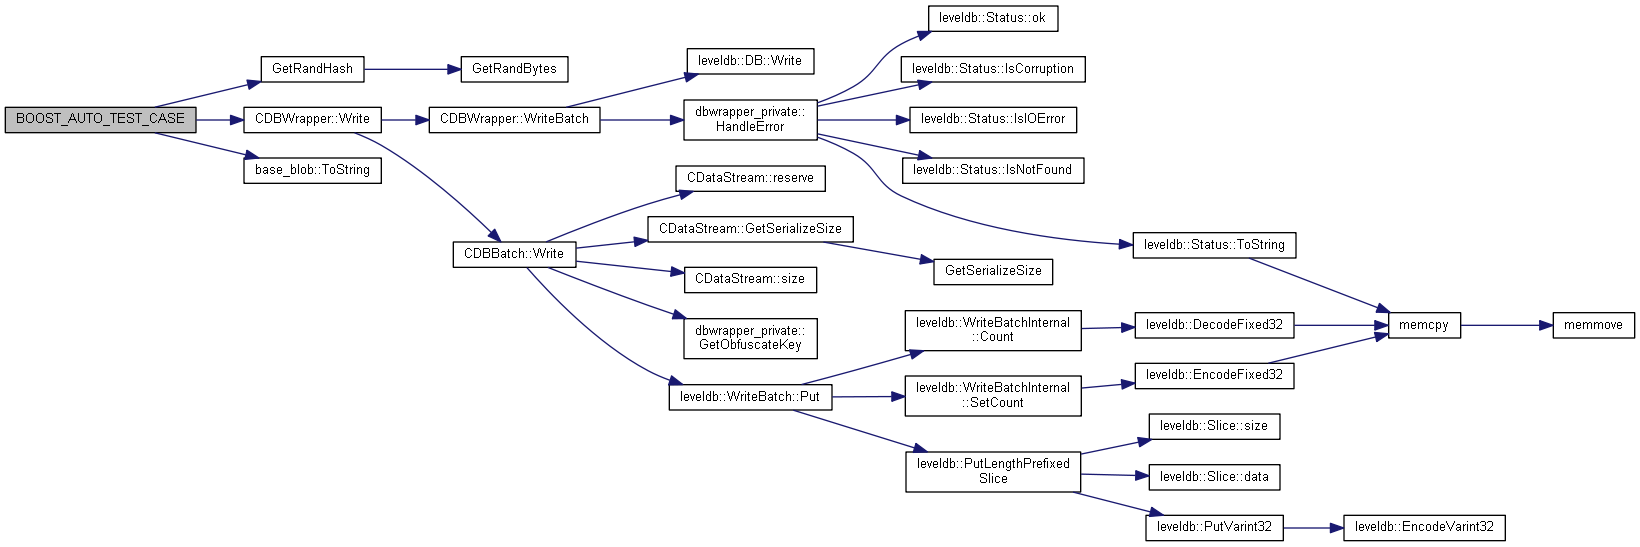 BOOST_AUTO_TEST_CASE
GetRandHash
GetRandBytes
CDBWrapper::Write
CDBWrapper::WriteBatch
base_blob::ToString
leveldb::DB::Write
dbwrapper_private::
HandleError
leveldb::Status::ok
leveldb::Status::IsCorruption
leveldb::Status::IsIOError
leveldb::Status::IsNotFound
leveldb::Status::ToString
CDBBatch::Write
CDataStream::reserve
CDataStream::GetSerializeSize
GetSerializeSize
CDataStream::size
dbwrapper_private::
GetObfuscateKey
leveldb::WriteBatch::Put
leveldb::WriteBatchInternal
::Count
leveldb::DecodeFixed32
memcpy
memmove
leveldb::WriteBatchInternal
::SetCount
leveldb::EncodeFixed32
leveldb::PutLengthPrefixed
Slice
leveldb::Slice::size
leveldb::Slice::data
leveldb::PutVarint32
leveldb::EncodeVarint32